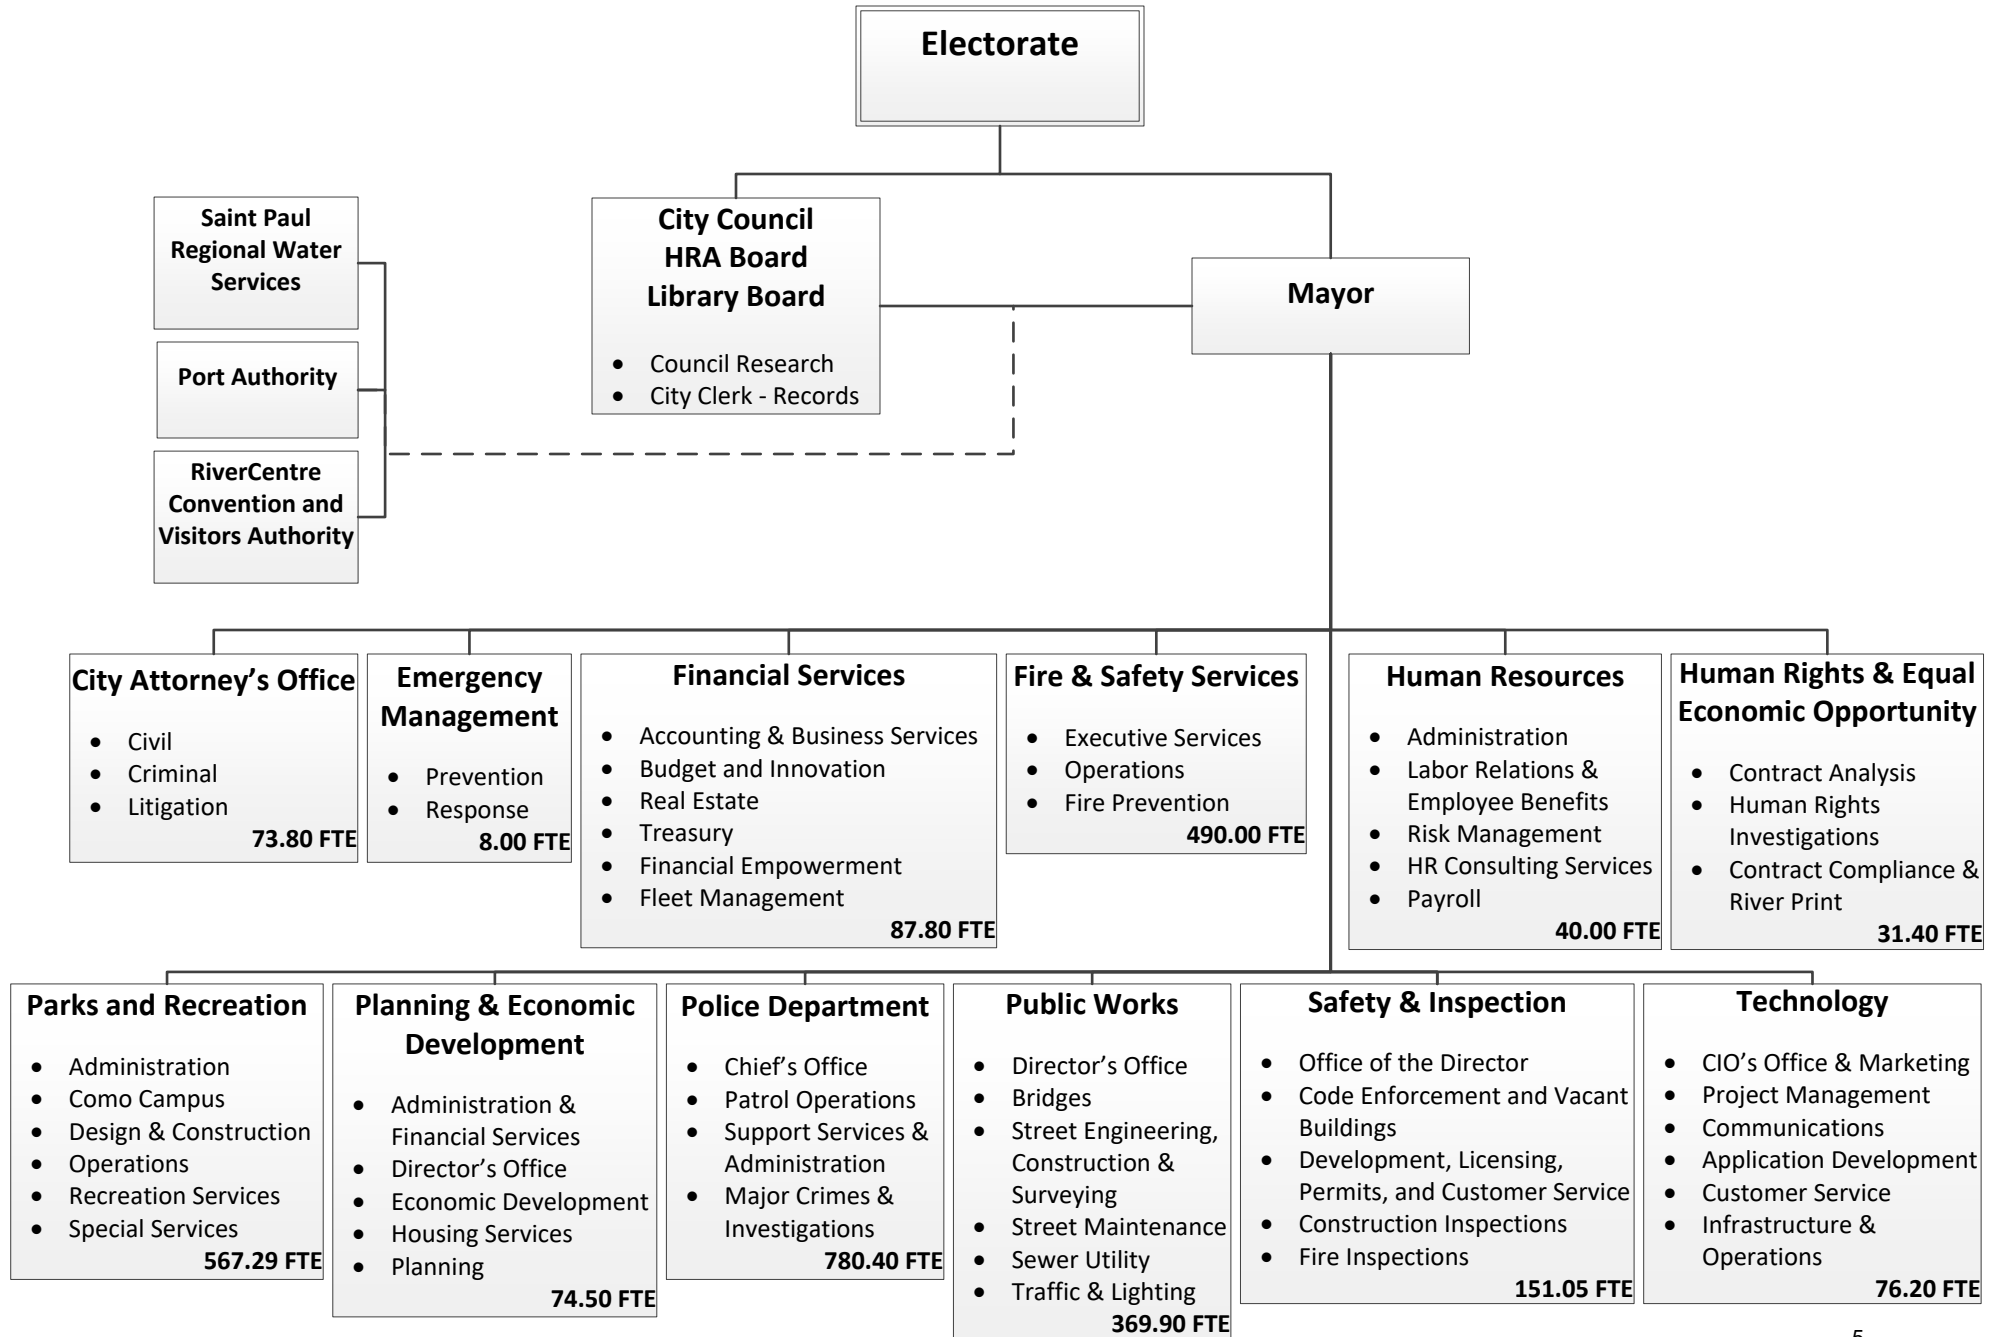 Electorate
Saint Paul
Regional Water
Services
Port Authority
RiverCentre
Convention and
Visitors Authority
City Council
HRA Board
Library Board
• Council Research
• City Clerk - Records
Mayor
City Attorney’s Office
• Civil
• Criminal
• Litigation
73.80 FTE
Emergency
Management
• Prevention
• Response
8.00 FTE
Financial Services
• Accounting & Business Services
• Budget and Innovation
• Real Estate
• Treasury
• Financial Empowerment
• Fleet Management
87.80 FTE
Fire & Safety Services
• Executive Services
• Operations
• Fire Prevention
490.00 FTE
Human Resources
• Administration
• Labor Relations &
Employee Benefits
• Risk Management
• HR Consulting Services
• Payroll
40.00 FTE
Human Rights & Equal
Economic Opportunity
• Contract Analysis
• Human Rights
Investigations
• Contract Compliance &
River Print
31.40 FTE
Parks and Recreation
• Administration
• Como Campus
• Design & Construction
• Operations
• Recreation Services
• Special Services
567.29 FTE
Planning & Economic
Development
• Administration &
Financial Services
• Director’s Office
• Economic Development
• Housing Services
• Planning
74.50 FTE
Police Department
• Chief’s Office
• Patrol Operations
• Support Services &
Administration
• Major Crimes &
Investigations
780.40 FTE
Public Works
• Director’s Office
• Bridges
• Street Engineering,
Construction &
Surveying
• Street Maintenance
• Sewer Utility
• Traffic & Lighting
369.90 FTE
Safety & Inspection
• Office of the Director
• Code Enforcement and Vacant
Buildings
• Development, Licensing,
Permits, and Customer Service
• Construction Inspections
• Fire Inspections
151.05 FTE
Technology
• CIO’s Office & Marketing
• Project Management
• Communications
• Application Development
• Customer Service
• Infrastructure &
Operations
76.20 FTE
5